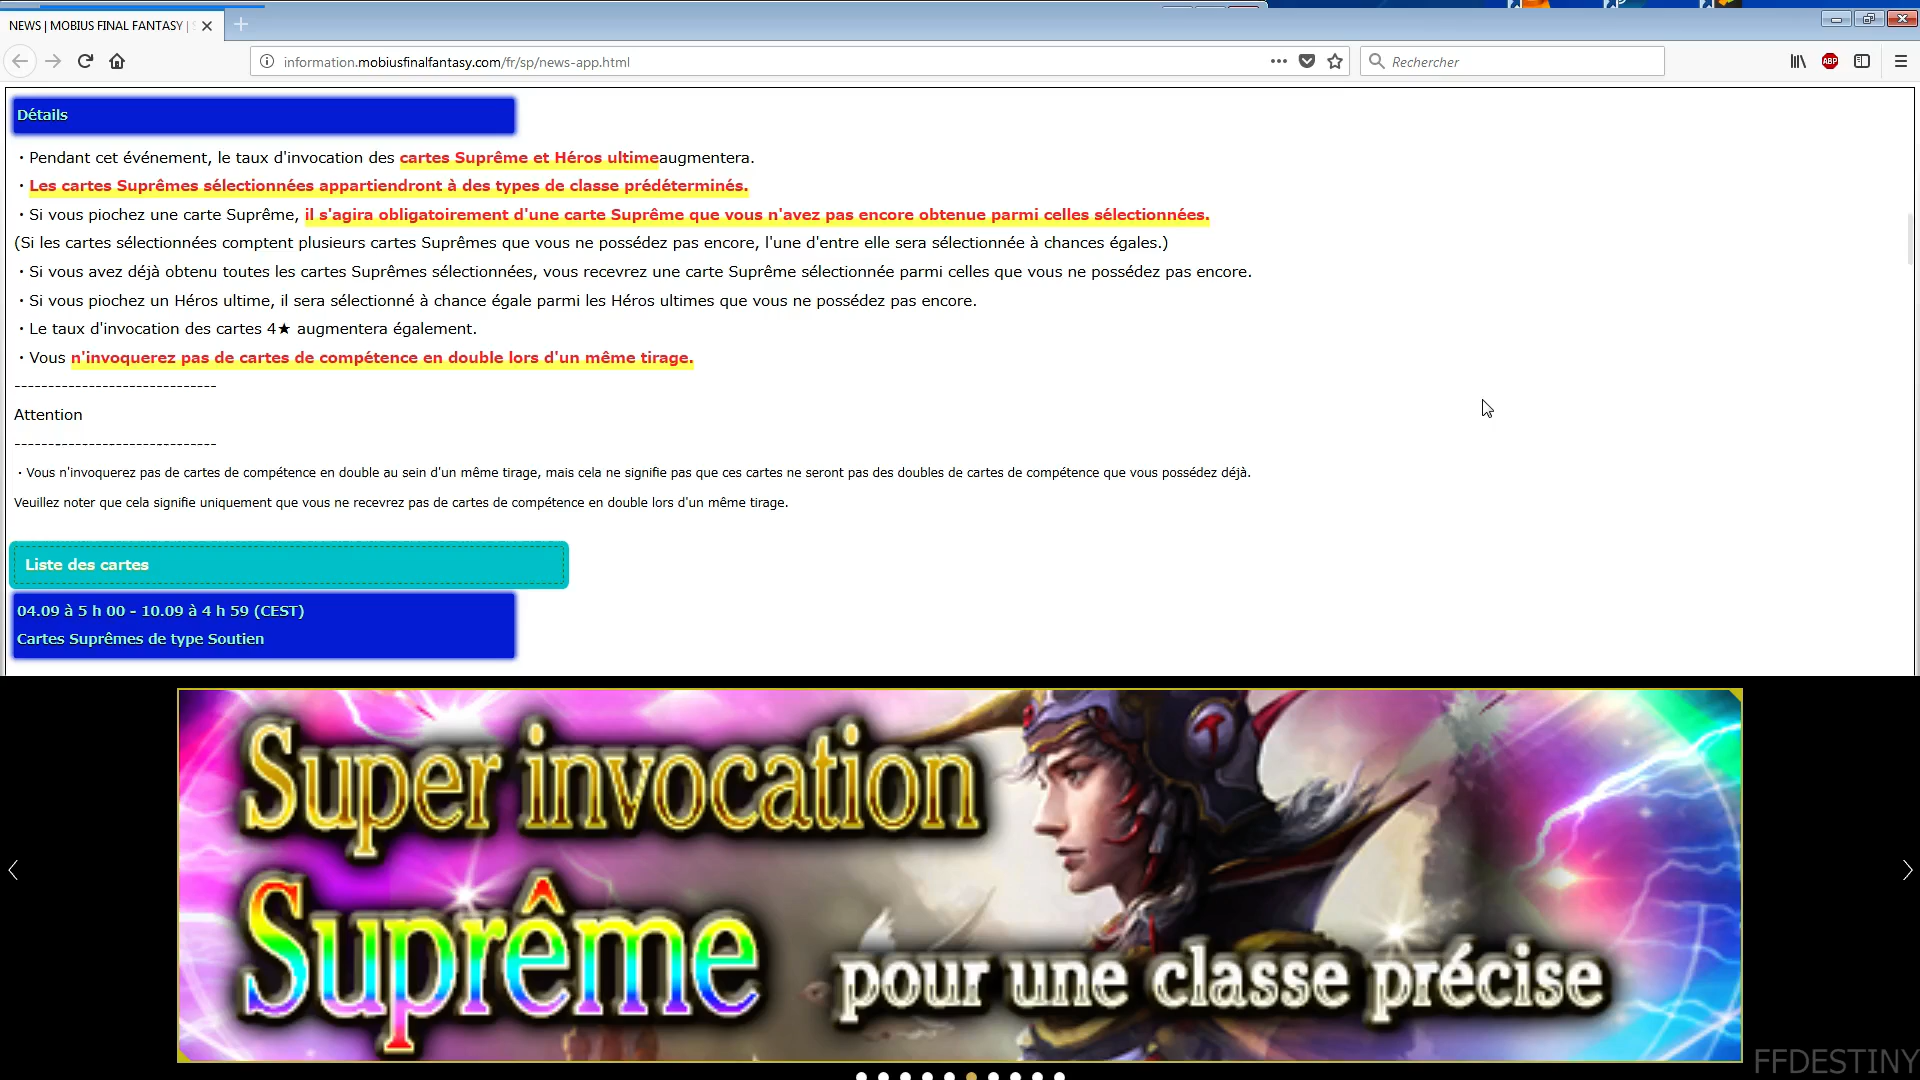 NEWS | MOBIUS FINAL FANTASY |
information.mobiusfinalfantasy.com/fr/sp/news-app.html
Rechercher
ABP
Détails
・Pendant cet événement, le taux d'invocation des cartes Suprême et Héros ultimeaugmentera.
・Les cartes Suprêmes sélectionnées appartiendront à des types de classe prédéterminés.
・Si vous piochez une carte Suprême, il s'agira obligatoirement d'une carte Suprême que vous n'avez pas encore obtenue parmi celles sélectionnées.
(Si les cartes sélectionnées comptent plusieurs cartes Suprêmes que vous ne possédez pas encore, l'une d'entre elle sera sélectionnée à chances égales.)
・Si vous avez déjà obtenu toutes les cartes Suprêmes sélectionnées, vous recevrez une carte Suprême sélectionnée parmi celles que vous ne possédez pas encore.
・Si vous piochez un Héros ultime, il sera sélectionné à chance égale parmi les Héros ultimes que vous ne possédez pas encore.
・Le taux d'invocation des cartes 4★ augmentera également.
・Vous n'invoquerez pas de cartes de compétence en double lors d'un même tirage.
------------------------------
Attention
------------------------------
・Vous n'invoquerez pas de cartes de compétence en double au sein d'un même tirage, mais cela ne signifie pas que ces cartes ne seront pas des doubles de cartes de compétence que vous possédez déjà.
Veuillez noter que cela signifie uniquement que vous ne recevrez pas de cartes de compétence en double lors d'un même tirage.
Liste des cartes
04.09 à 5 h 00 - 10.09 à 4 h 59 (CEST)
Cartes Suprêmes de type Soutien
Super invocation
Suprême pour une classe précise
FFDESTINY